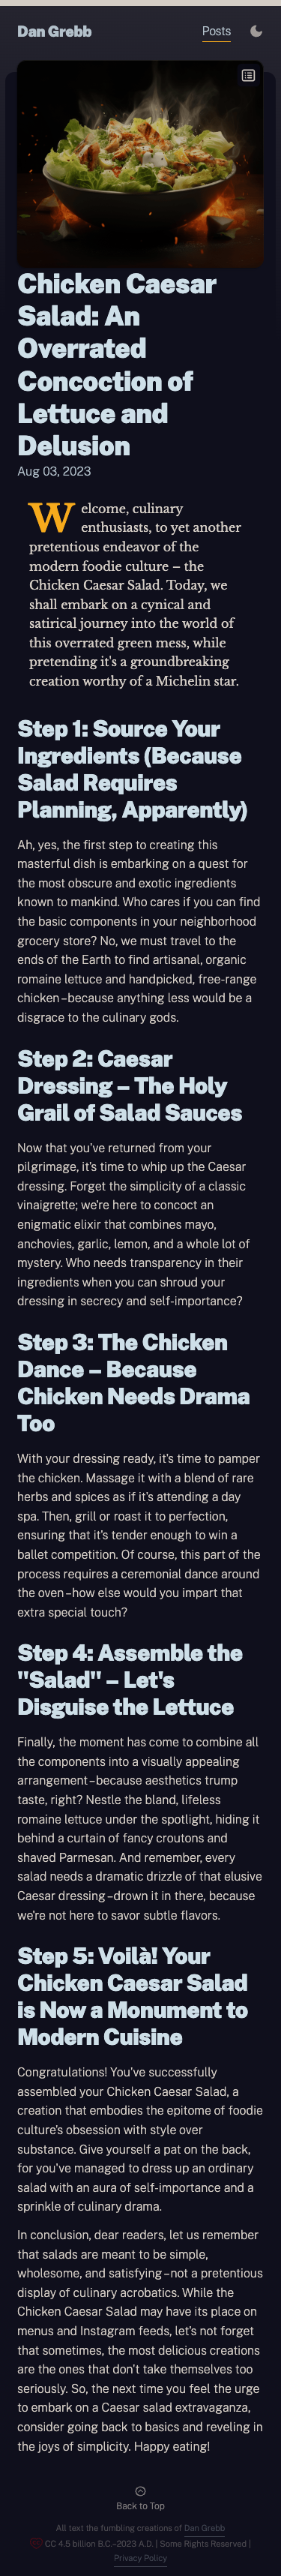 Dan Grebb
Posts
Chicken Caesar
Salad: An
Overrated
Concoction of
Lettuce and
Delusion
Aug 03, 2023
Welcome, culinary
enthusiasts, to yet another
pretentious endeavor of the
modern foodie culture – the
Chicken Caesar Salad. Today, we
shall embark on a cynical and
satirical journey into the world of
this overrated green mess, while
pretending it's a groundbreaking
creation worthy of a Michelin star.
Step 1: Source Your
Ingredients (Because
Salad Requires
Planning, Apparently)
Ah, yes, the first step to creating this
masterful dish is embarking on a quest for
the most obscure and exotic ingredients
known to mankind. Who cares if you can find
the basic components in your neighborhood
grocery store? No, we must travel to the
ends of the Earth to find artisanal, organic
romaine lettuce and handpicked, free-range
chicken – because anything less would be a
disgrace to the culinary gods.
Step 2: Caesar
Dressing – The Holy
Grail of Salad Sauces
Now that you've returned from your
pilgrimage, it's time to whip up the Caesar
dressing. Forget the simplicity of a classic
vinaigrette; we're here to concoct an
enigmatic elixir that combines mayo,
anchovies, garlic, lemon, and a whole lot of
mystery. Who needs transparency in their
ingredients when you can shroud your
dressing in secrecy and self-importance?
Step 3: The Chicken
Dance – Because
Chicken Needs Drama
Too
With your dressing ready, it's time to pamper
the chicken. Massage it with a blend of rare
herbs and spices as if it's attending a day
spa. Then, grill or roast it to perfection,
ensuring that it's tender enough to win a
ballet competition. Of course, this part of the
process requires a ceremonial dance around
the oven – how else would you impart that
extra special touch?
Step 4: Assemble the
"Salad" – Let's
Disguise the Lettuce
Finally, the moment has come to combine all
the components into a visually appealing
arrangement – because aesthetics trump
taste, right? Nestle the bland, lifeless
romaine lettuce under the spotlight, hiding it
behind a curtain of fancy croutons and
shaved Parmesan. And remember, every
salad needs a dramatic drizzle of that elusive
Caesar dressing – drown it in there, because
we're not here to savor subtle flavors.
Step 5: Voilà! Your
Chicken Caesar Salad
is Now a Monument to
Modern Cuisine
Congratulations! You've successfully
assembled your Chicken Caesar Salad, a
creation that embodies the epitome of foodie
culture's obsession with style over
substance. Give yourself a pat on the back,
for you've managed to dress up an ordinary
salad with an aura of self-importance and a
sprinkle of culinary drama.
In conclusion, dear readers, let us remember
that salads are meant to be simple,
wholesome, and satisfying – not a pretentious
display of culinary acrobatics. While the
Chicken Caesar Salad may have its place on
menus and Instagram feeds, let's not forget
that sometimes, the most delicious creations
are the ones that don't take themselves too
seriously. So, the next time you feel the urge
to embark on a Caesar salad extravaganza,
consider going back to basics and reveling in
the joys of simplicity. Happy eating!
Back to Top
All text the fumbling creations of Dan Grebb
CC 4.5 billion B.C.–2023 A.D. | Some Rights Reserved |
Privacy Policy